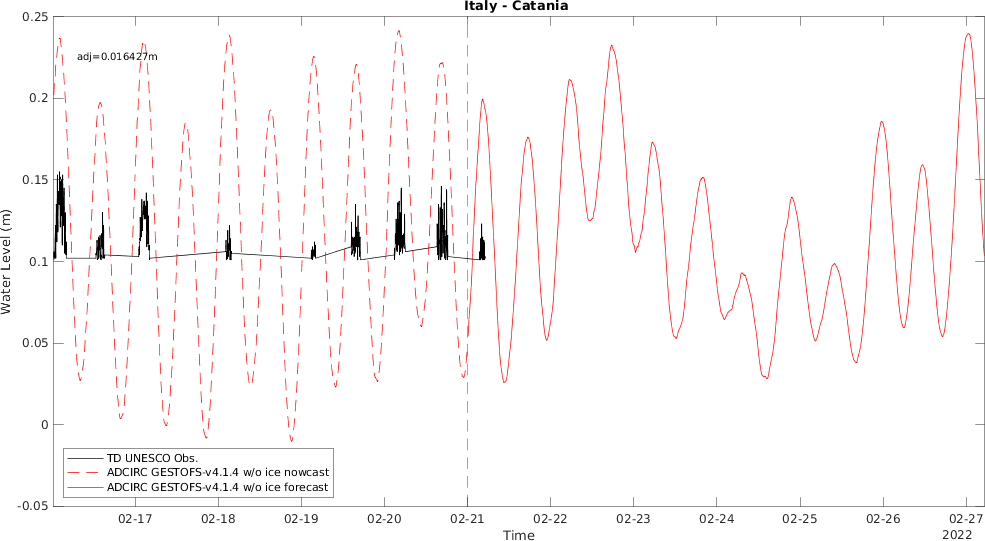 Italy - Catania
adj=0.016427m
0.25
0.2
0.15
0.1
0.05
0
-0.05
Water Level (m)
TD UNESCO Obs.
ADCIRC GESTOFS-v4.1.4 w/o ice nowcast
ADCIRC GESTOFS-v4.1.4 w/o ice forecast
02-17 02-18 02-19 02-20 02-21 02-22 02-23 02-24 02-25 02-26 02-27
Time
2022